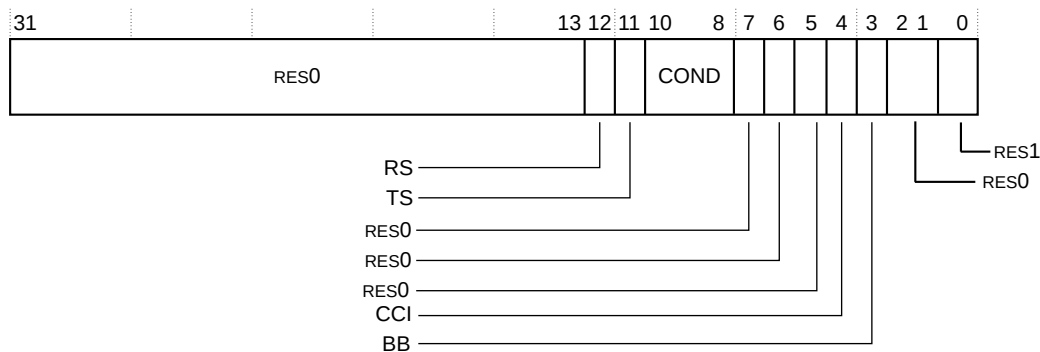 31 13 12 11 10 8 7 6 5 4 3 2 1 0
RES0 COND
RES1
RS
RES0
TS
RES0
RES0
RES0
CCI
BB